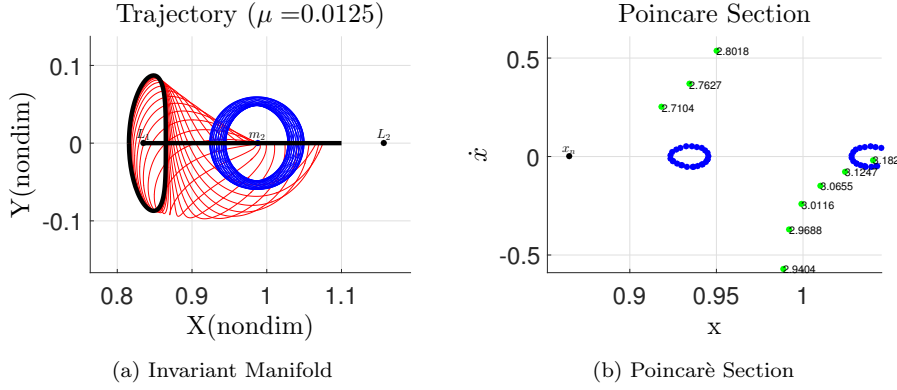 Trajectory (μ =0.0125)
0.1
0
-0.1
Y(nondim)
L₁
m₂
L₂
0.8
0.9
1
1.1
X(nondim)
(a) Invariant Manifold
Poincare Section
0.5
0
-0.5
ẋ
2.8018
2.7627
2.7104
xₙ
3.182
3.1247
3.0655
3.0116
2.9688
2.9404
0.9
0.95
1
x
(b) Poincarè Section